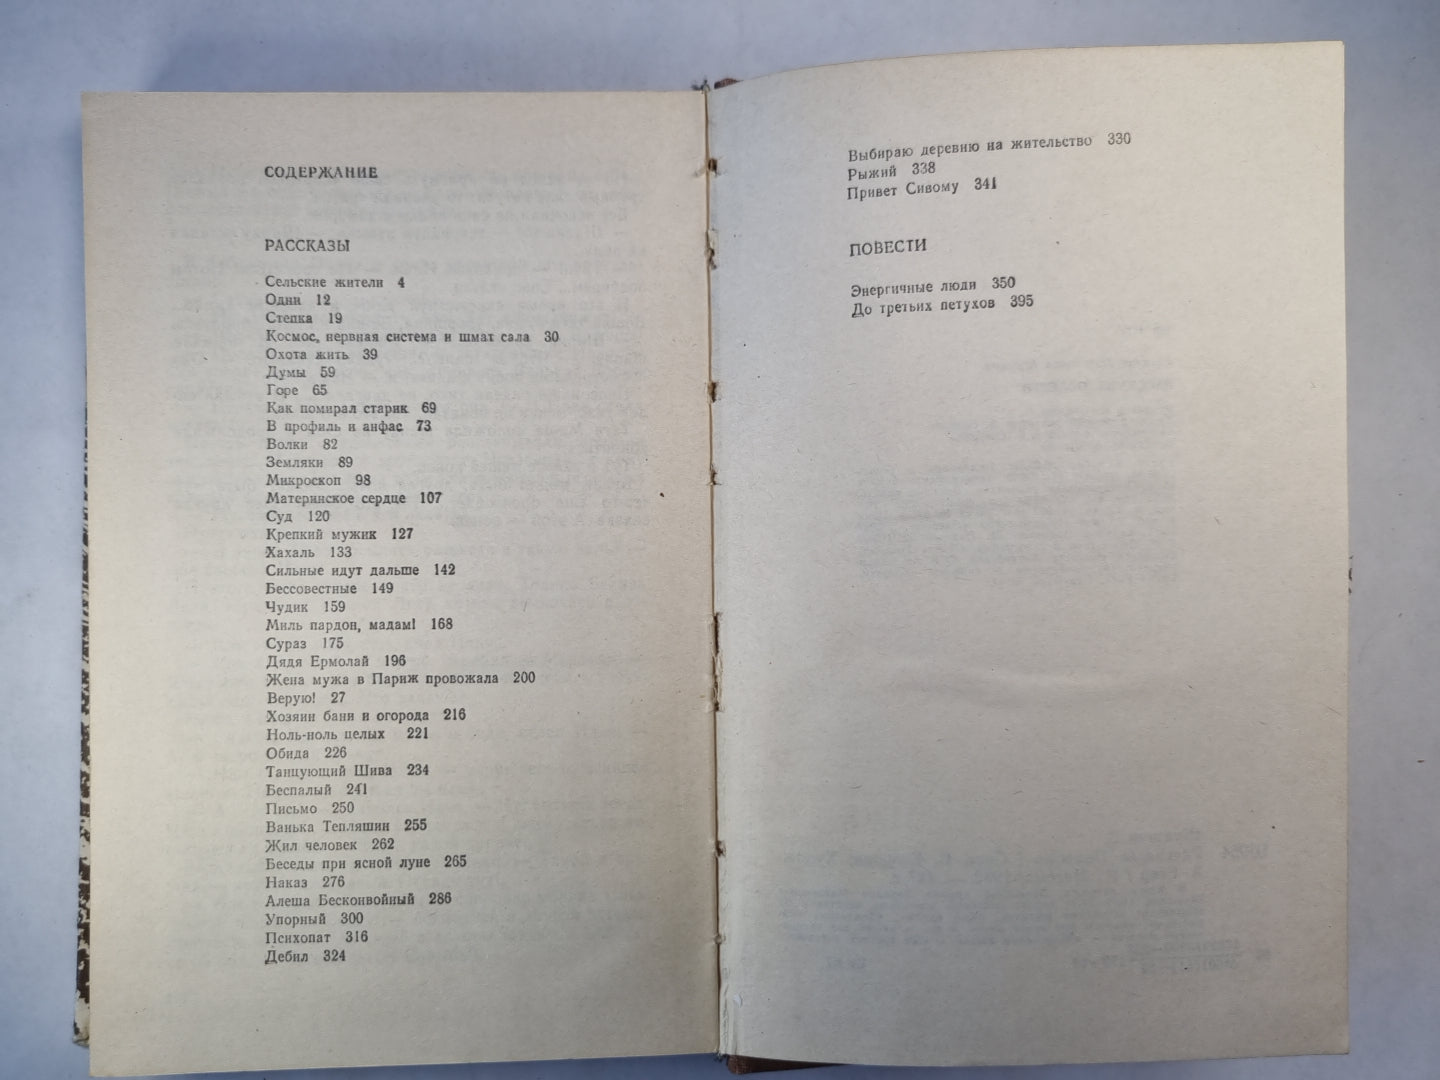 СОДЕРЖАНИЕ
РАССКАЗЫ
Сельские жители 4
Одни 12
Степка 19
Космос, нервная система и шмат сала 30
Охота жить 39
Думы 59
Горе 65
Как помирал старик 69
В профиль и анфас 73
Волки 82
Земляки 89
Микроскоп 98
Материнское сердце 107
Суд 120
Крепкий мужик 127
Хахаль 133
Сильные идут дальше 142
Бессовестные 149
Чудик 159
Миль пардон, мадам! 168
Сураз 175
Дядя Ермолай 196
Жена мужа в Париж провожала 200
Верую! 27
Хозяин бани и огорода 216
Ноль-ноль целых 221
Обида 226
Танцующий Шива 234
Беспалый 241
Письмо 250
Ванька Тепляшин 255
Жил человек 262
Беседы при ясной луне 265
Наказ 276
Алеша Бесконвойный 286
Упорный 300
Психопат 316
Дебил 324
Выбираю деревню на жительство 330
Рыжий 338
Привет Сивому 341
ПОВЕСТИ
Энергичные люди 350
До третьих петухов 395